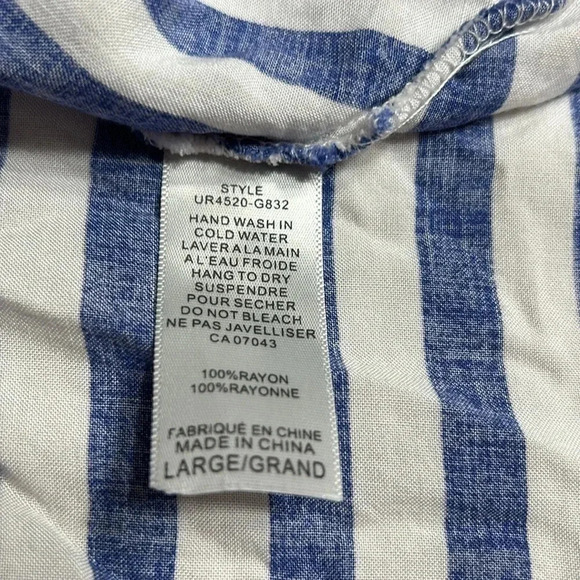 STYLE
UR4520-G832
HAND WASH IN
COLD WATER
LAVER A LA MAIN
A L'EAU FROIDE
HANG TO DRY
SUSPENDRE
POUR SECHER
DO NOT BLEACH
NE PAS JAVELLISER
CA 07043
100%RAYON
100%RAYONNE
FABRIQUÉ EN CHINE
MADE IN CHINA
LARGE/GRAND